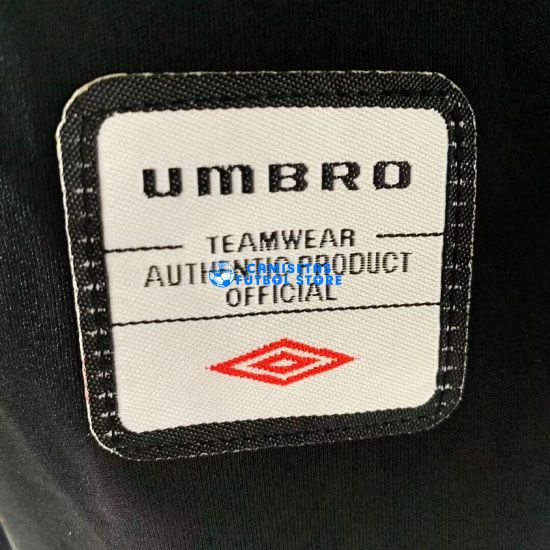 UMBRO
TEAMWEAR
AUTHENTIC PRODUCT
OFFICIAL
CAMISETAS
FUTBOL STORE